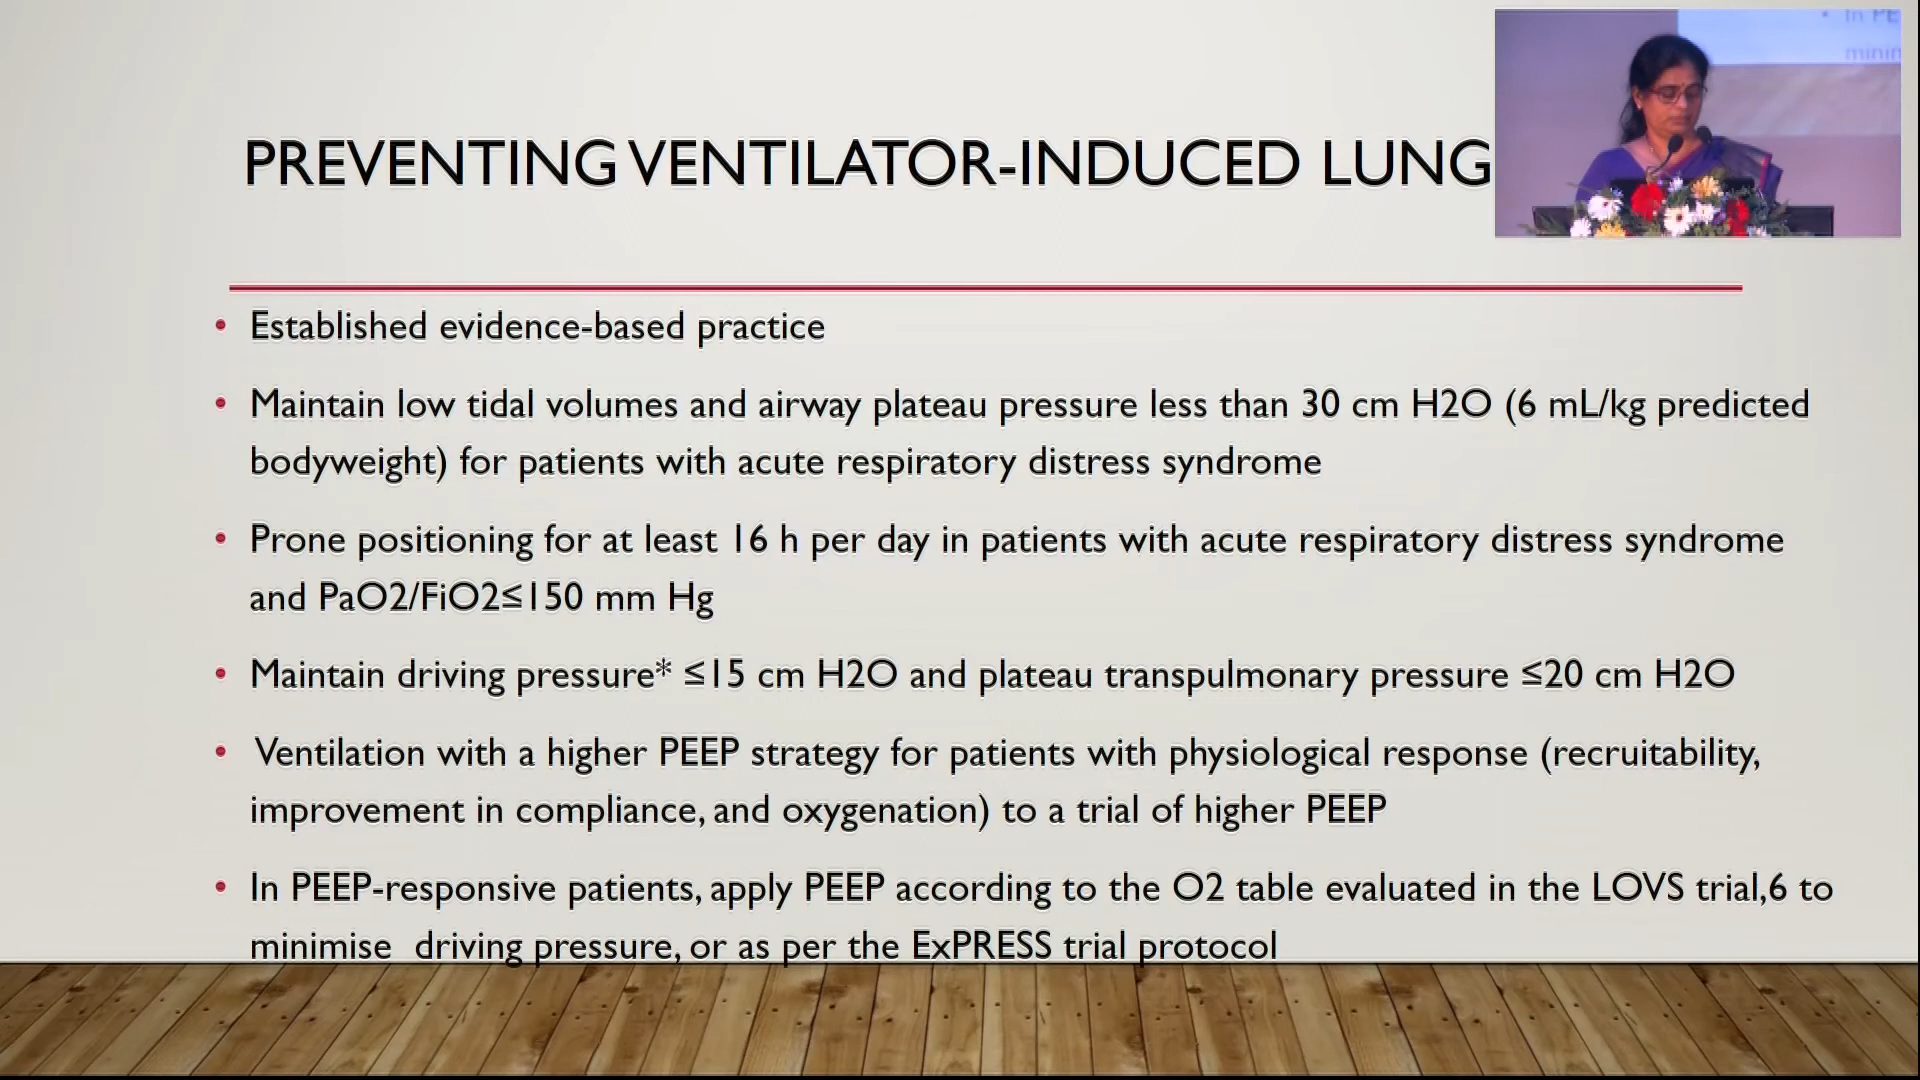 In PE
minin
PREVENTING VENTILATOR-INDUCED LUNG
• Established evidence-based practice
• Maintain low tidal volumes and airway plateau pressure less than 30 cm H2O (6 mL/kg predicted
bodyweight) for patients with acute respiratory distress syndrome
• Prone positioning for at least 16 h per day in patients with acute respiratory distress syndrome
and PaO2/FiO2≤150 mm Hg
• Maintain driving pressure* ≤15 cm H2O and plateau transpulmonary pressure ≤20 cm H2O
• Ventilation with a higher PEEP strategy for patients with physiological response (recruitability,
improvement in compliance, and oxygenation) to a trial of higher PEEP
• In PEEP-responsive patients, apply PEEP according to the O2 table evaluated in the LOVS trial,6 to
minimise  driving pressure, or as per the ExPRESS trial protocol